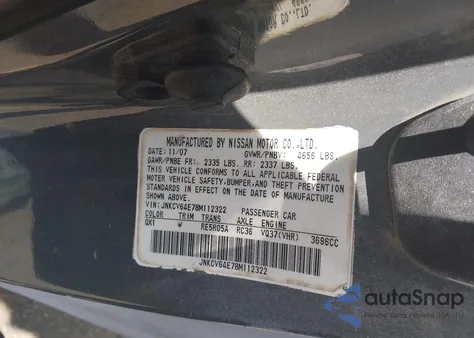 CO.,LTD.
MANUFACTURED BY NISSAN MOTOR CO.,LTD.
DATE:11/07 GVWR/PNBV: 4656 LBS.
GAWR/PNBE FR: 2335 LBS. RR: 2337 LBS.
THIS VEHICLE CONFORMS TO ALL APPLICABLE FEDERAL
MOTOR VEHICLE SAFETY,BUMPER,AND THEFT PREVENTION
STANDARDS IN EFFECT ON THE DATE OF MANUFACTURE
SHOWN ABOVE.
VIN:JNKCV64E78M112322 PASSENGER CAR
COLOR TRIM TRANS AXLE ENGINE
W RE5R05A RC36 VQ37(VHR) 3696CC
JNKCV64E78M112322
autoSnap